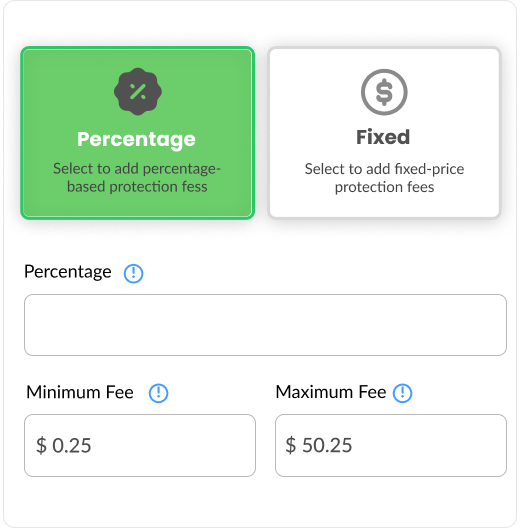 Percentage
Select to add percentage-
based protection fess
Fixed
Select to add fixed-price
protection fees
Percentage
Minimum Fee
Maximum Fee
$ 0.25
$ 50.25